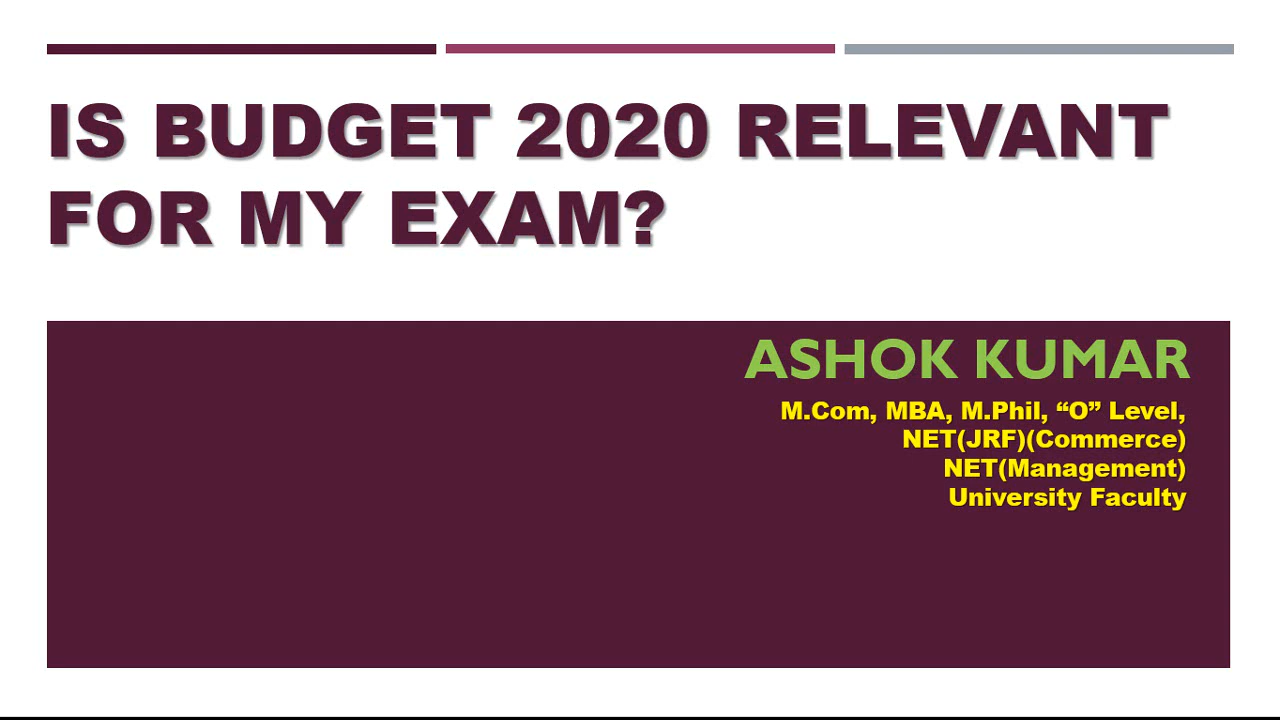 IS BUDGET 2020 RELEVANT
FOR MY EXAM?
ASHOK KUMAR
M.Com, MBA, M.Phil, “O” Level,
NET(JRF)(Commerce)
NET(Management)
University Faculty